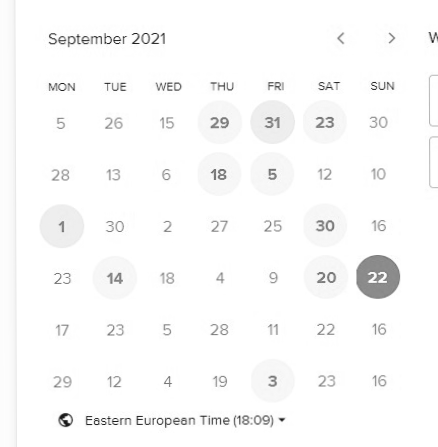 September 2021
MON TUE WED THU FRI SAT SUN
5 26 15 29 31 23 30
28 13 6 18 5 12 10
1 30 2 27 25 30 16
23 14 18 4 9 20 22
17 23 5 28 11 22 16
29 12 4 19 3 23 16
Eastern European Time (18:09)